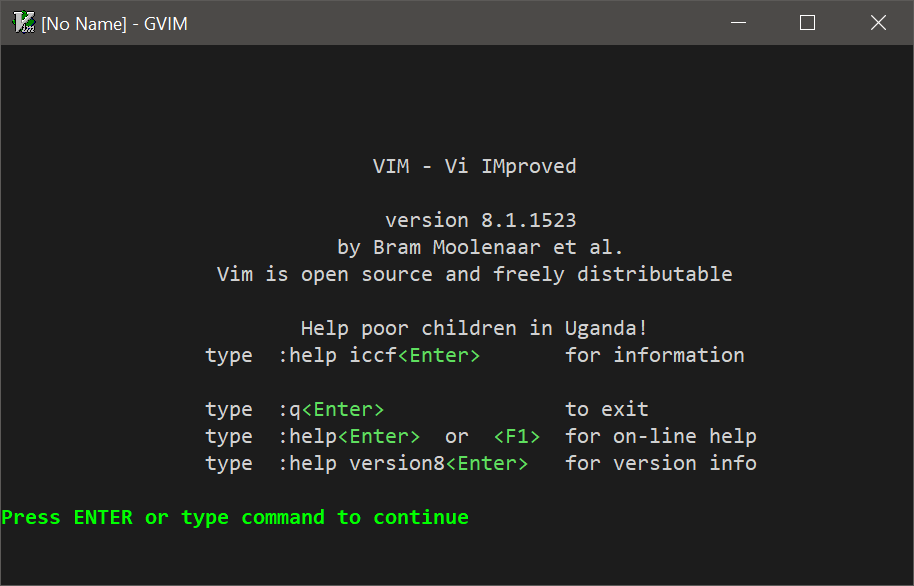 [No Name] - GVIM
VIM - Vi IMproved
version 8.1.1523
by Bram Moolenaar et al.
Vim is open source and freely distributable
Help poor children in Uganda!
type  :help iccf<Enter>       for information
type  :q<Enter>               to exit
type  :help<Enter>  or  <F1>  for on-line help
type  :help version8<Enter>   for version info
Press ENTER or type command to continue